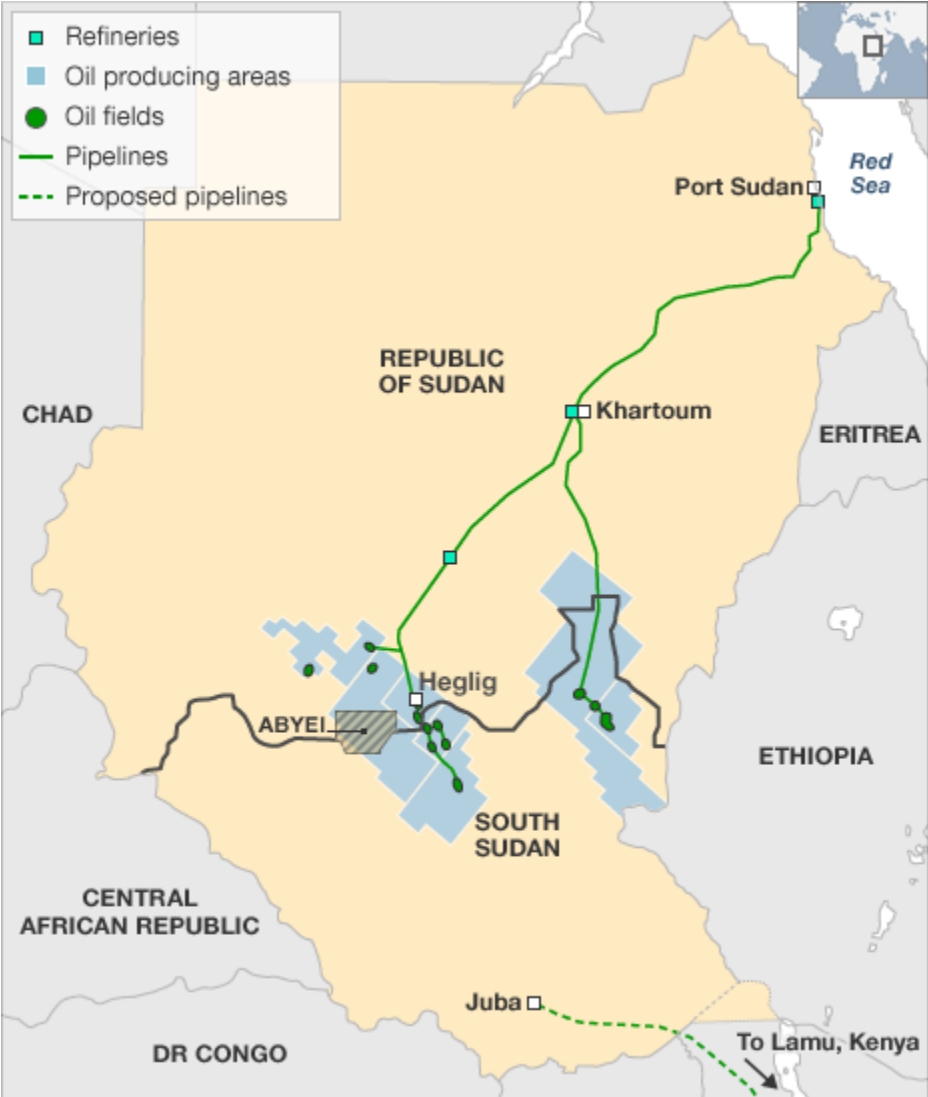 Refineries
Oil producing areas
Oil fields
Pipelines
Proposed pipelines
Red
Sea
Port Sudan
REPUBLIC
OF SUDAN
CHAD
Khartoum
ERITREA
Heglig
ABYEI
ETHIOPIA
SOUTH
SUDAN
CENTRAL
AFRICAN REPUBLIC
Juba
To Lamu, Kenya
DR CONGO